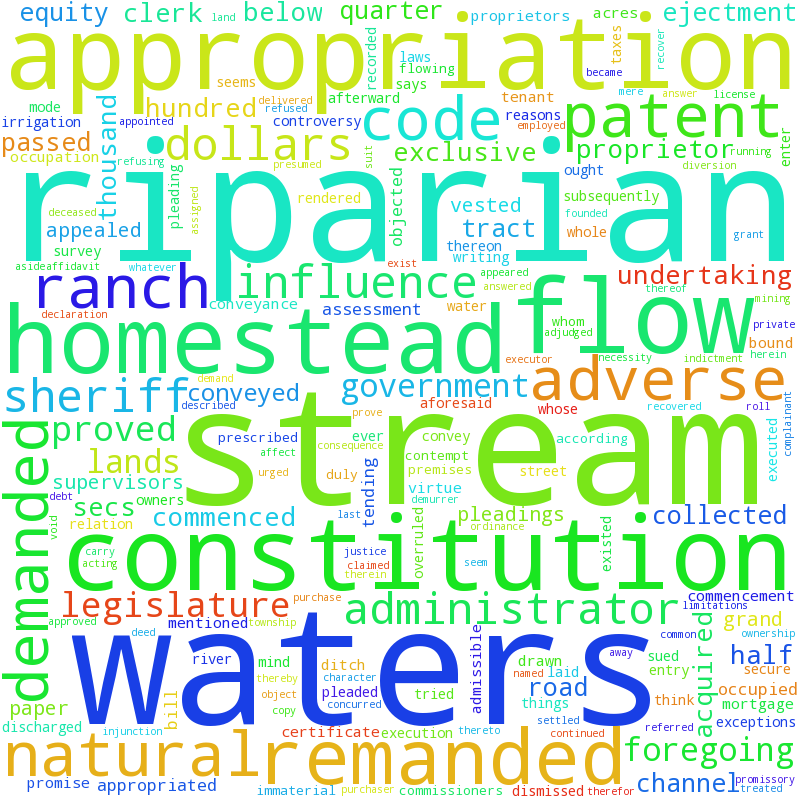 equity clerk land below quarter proprietors acres ejectment
appropriation
recorded laws flowing says taxes became recover
mode thousand hundred seems delivered refused afterward mere answer license
irrigation appointed controversy tenant reasons employed code patent
passed dollars exclusive proprietor enter running
occupation refusing pleading presumed suit objected ought diversion
riparian
deceased appealed assigned rendered vested tract subsequently founded whole grant
survey thereon writing
asideaffidavit whatever exist appeared answered undertaking thereof
ranch influence flow mining
declaration conveyance assessment water whom adjudged private bound herein
homestead executor necessity indictment
sheriff conveyed demand government adverse
described prove aforesaid whose recovered roll complainant
demanded proved stream
prescribed ever consequence convey according executed
lands affect contempt premises street
supervisors urged duly tending virtue demurrer
secs owners debt relation commenced last pleadings ordinance overruled existed collected
void constitution
carry acting justice claimed therein seem
legislature purchase administrator commencement limitations
approved deed mentioned township common ownership grand
waters
river mind ditch drawn away sued half
thereby character admissible named laid entry acquired
paper bill object pleaded things road think secure occupied
copy concurred tried settled mortgage
discharged injunction certificate execution thereto continued referred exceptions
natural remanded foregoing
promise appropriated immaterial purchaser commissioners dismissed therefor channel promissory treated